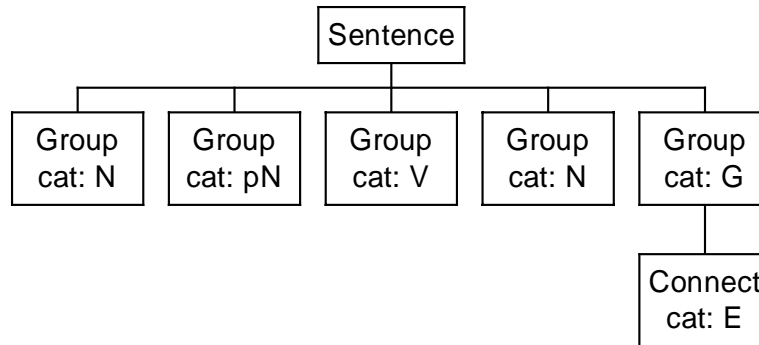 Sentence
Group
cat: N
Group
cat: pN
Group
cat: V
Group
cat: N
Group
cat: G
Connect
cat: E